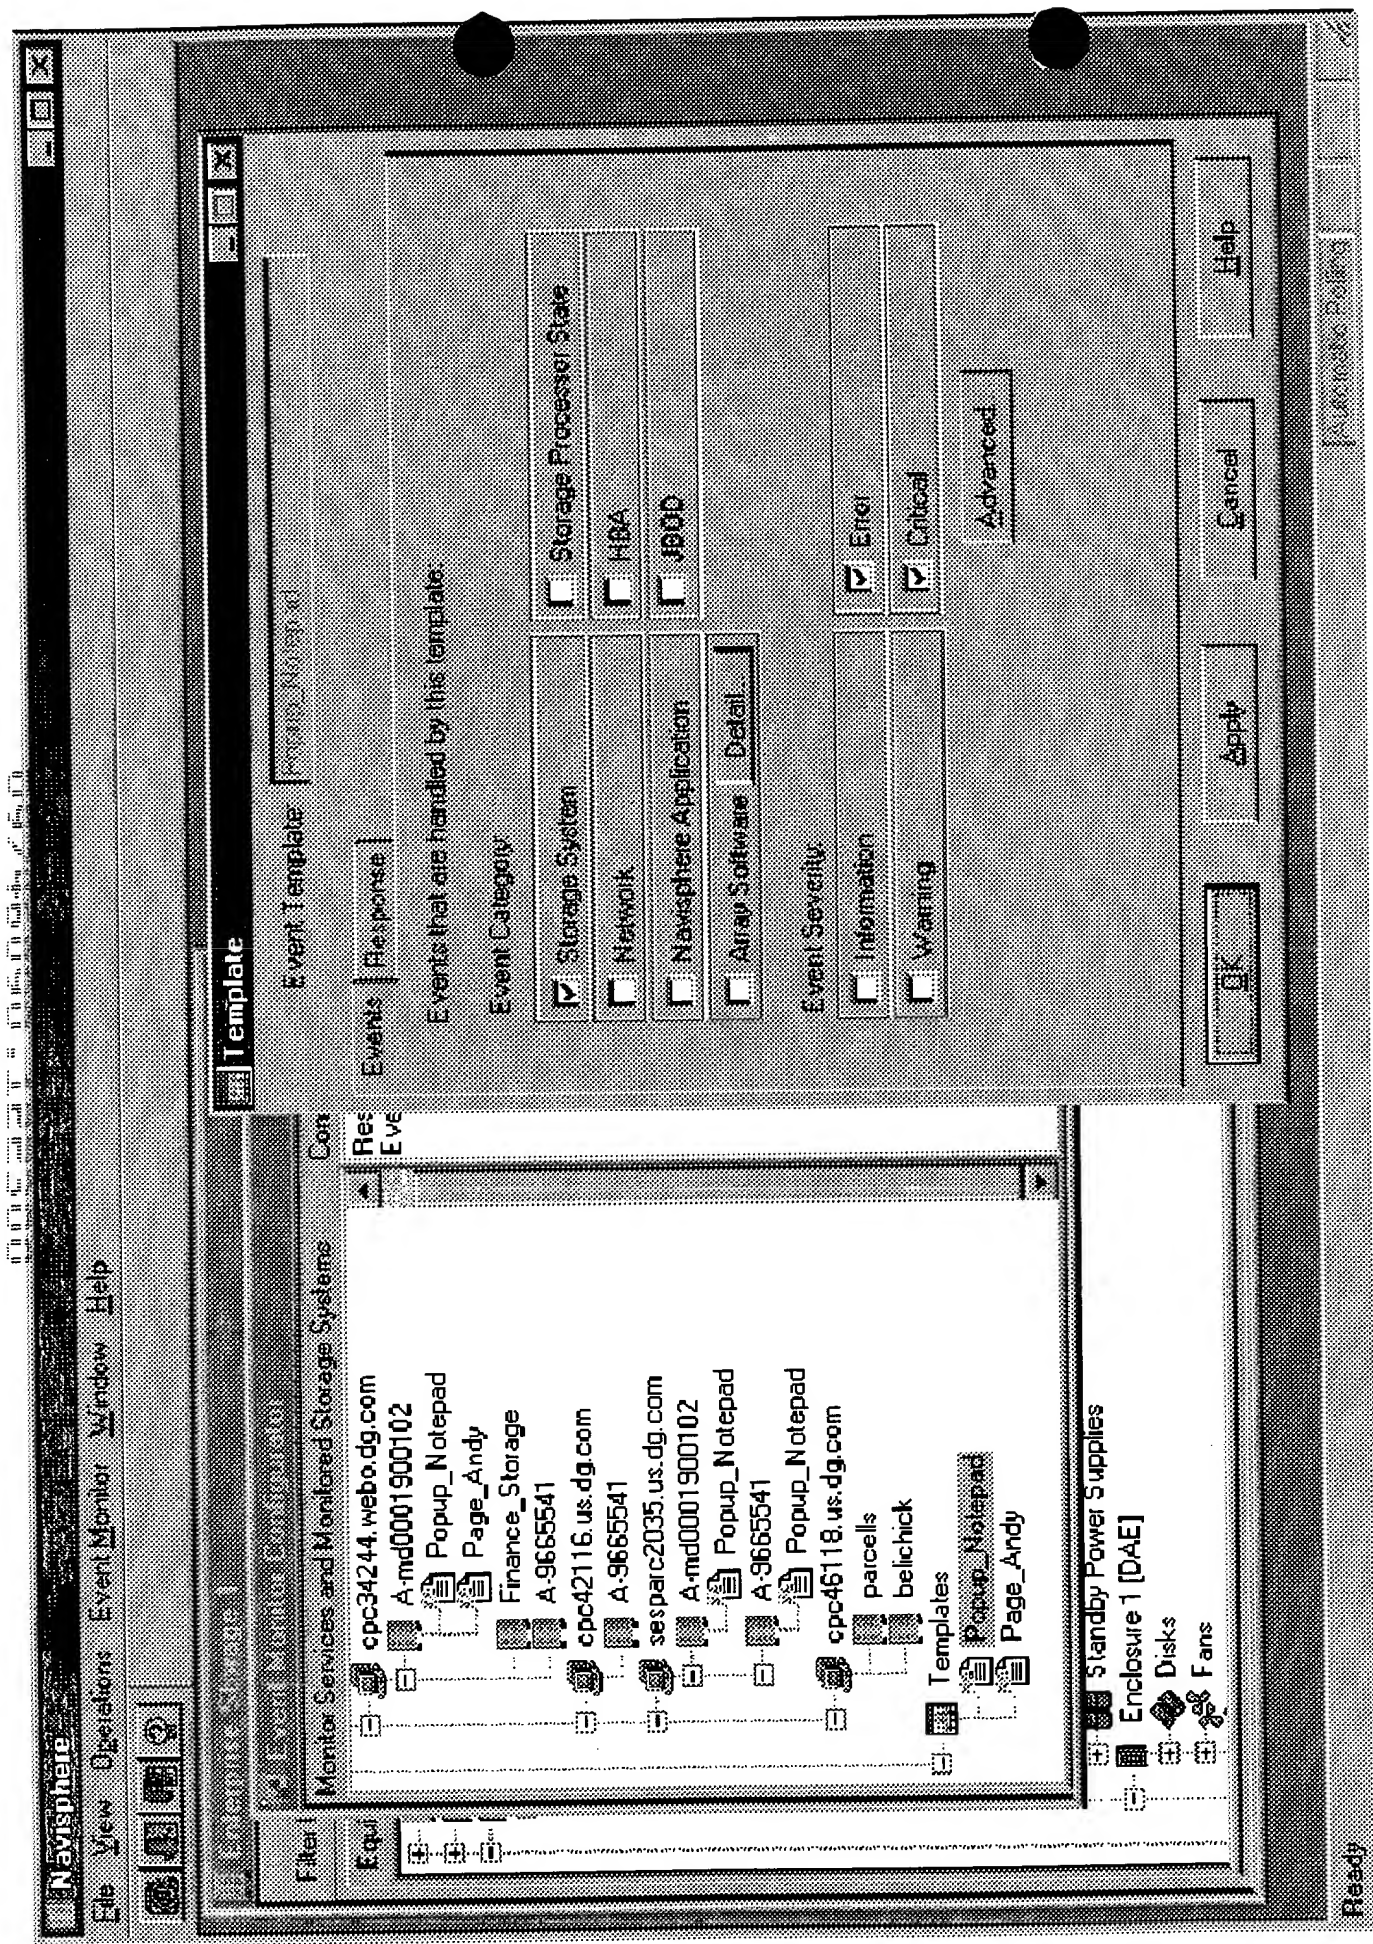 Navisphere
File View Operations Event Monitor Window Help
Filter
Equi
Monitor Services and Monitored Storage Systems
cpc34244.webo.dg.com
A-md0001900102
Popup_Notepad
Page_Andy
Finance_Storage
A-9665541
cpc42116.us.dg.com
A-9665541
sesparc2035.us.dg.com
A-md0001900102
Popup_Notepad
A-9665541
Popup_Notepad
cpc46118.us.dg.com
parcells
belichick
Templates
Popup_Notepad
Page_Andy
Standby Power Supplies
Enclosure 1 [DAE]
Disks
Fans
Con
Res
Eve
Template
Event Template: Popup_Notepad
Events Response
Events that are handled by this template:
Event Category:
Storage System Storage Processor State
Network HBA
Navisphere Application JBOD
Array Software Detail...
Event Severity:
Information Error
Warning Critical
Advanced
OK Apply Cancel Help
Ready